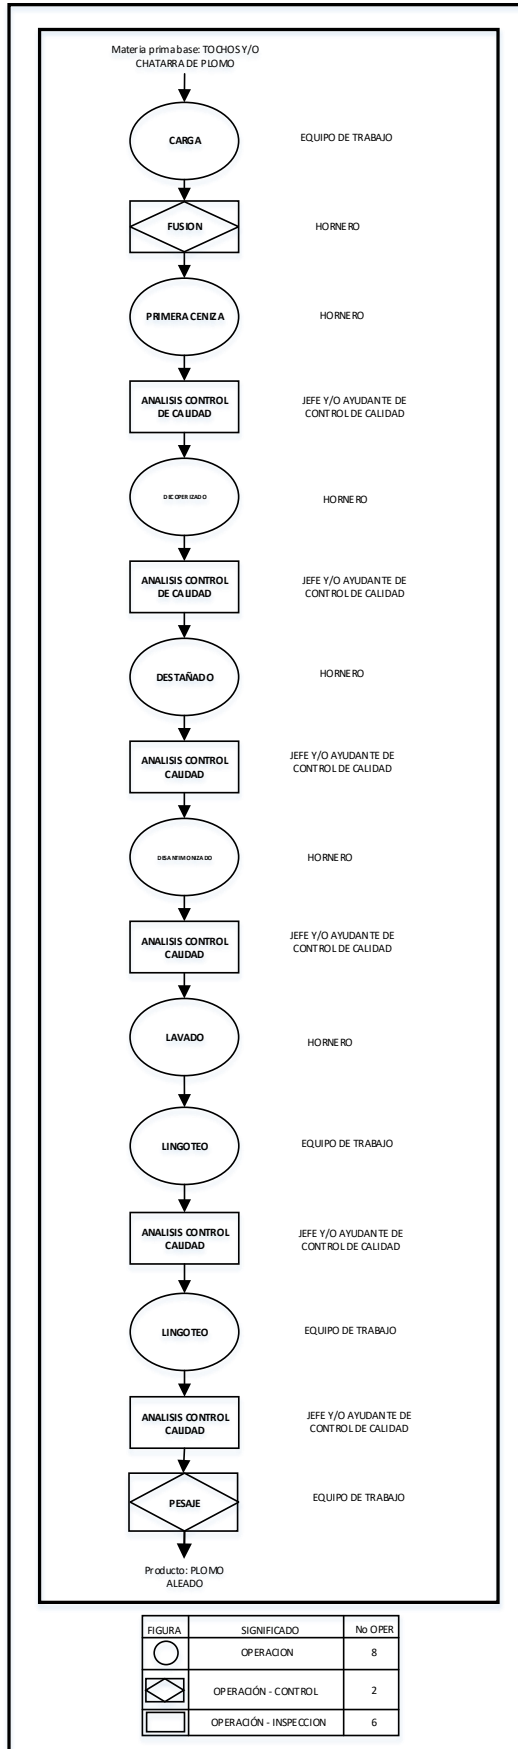 Materia prima base: TOCHOS Y/O
CHATARRA DE PLOMO
CARGA
EQUIPO DE TRABAJO
FUSION
HORNERO
PRIMERA CENIZA
HORNERO
ANALISIS CONTROL
DE CALIDAD
JEFE Y/O AYUDANTE DE
CONTROL DE CALIDAD
DECOPERIZADO
HORNERO
ANALISIS CONTROL
DE CALIDAD
JEFE Y/O AYUDANTE DE
CONTROL DE CALIDAD
DESTAÑADO
HORNERO
ANALISIS CONTROL
CALIDAD
JEFE Y/O AYUDANTE DE
CONTROL DE CALIDAD
DESANTIMONIZADO
HORNERO
ANALISIS CONTROL
CALIDAD
JEFE Y/O AYUDANTE DE
CONTROL DE CALIDAD
LAVADO
HORNERO
LINGOTEO
EQUIPO DE TRABAJO
ANALISIS CONTROL
CALIDAD
JEFE Y/O AYUDANTE DE
CONTROL DE CALIDAD
LINGOTEO
EQUIPO DE TRABAJO
ANALISIS CONTROL
CALIDAD
JEFE Y/O AYUDANTE DE
CONTROL DE CALIDAD
PESAJE
EQUIPO DE TRABAJO
Producto: PLOMO
ALEADO
FIGURA SIGNIFICADO No OPER
OPERACION 8
OPERACIÓN - CONTROL 2
OPERACIÓN - INSPECCION 6